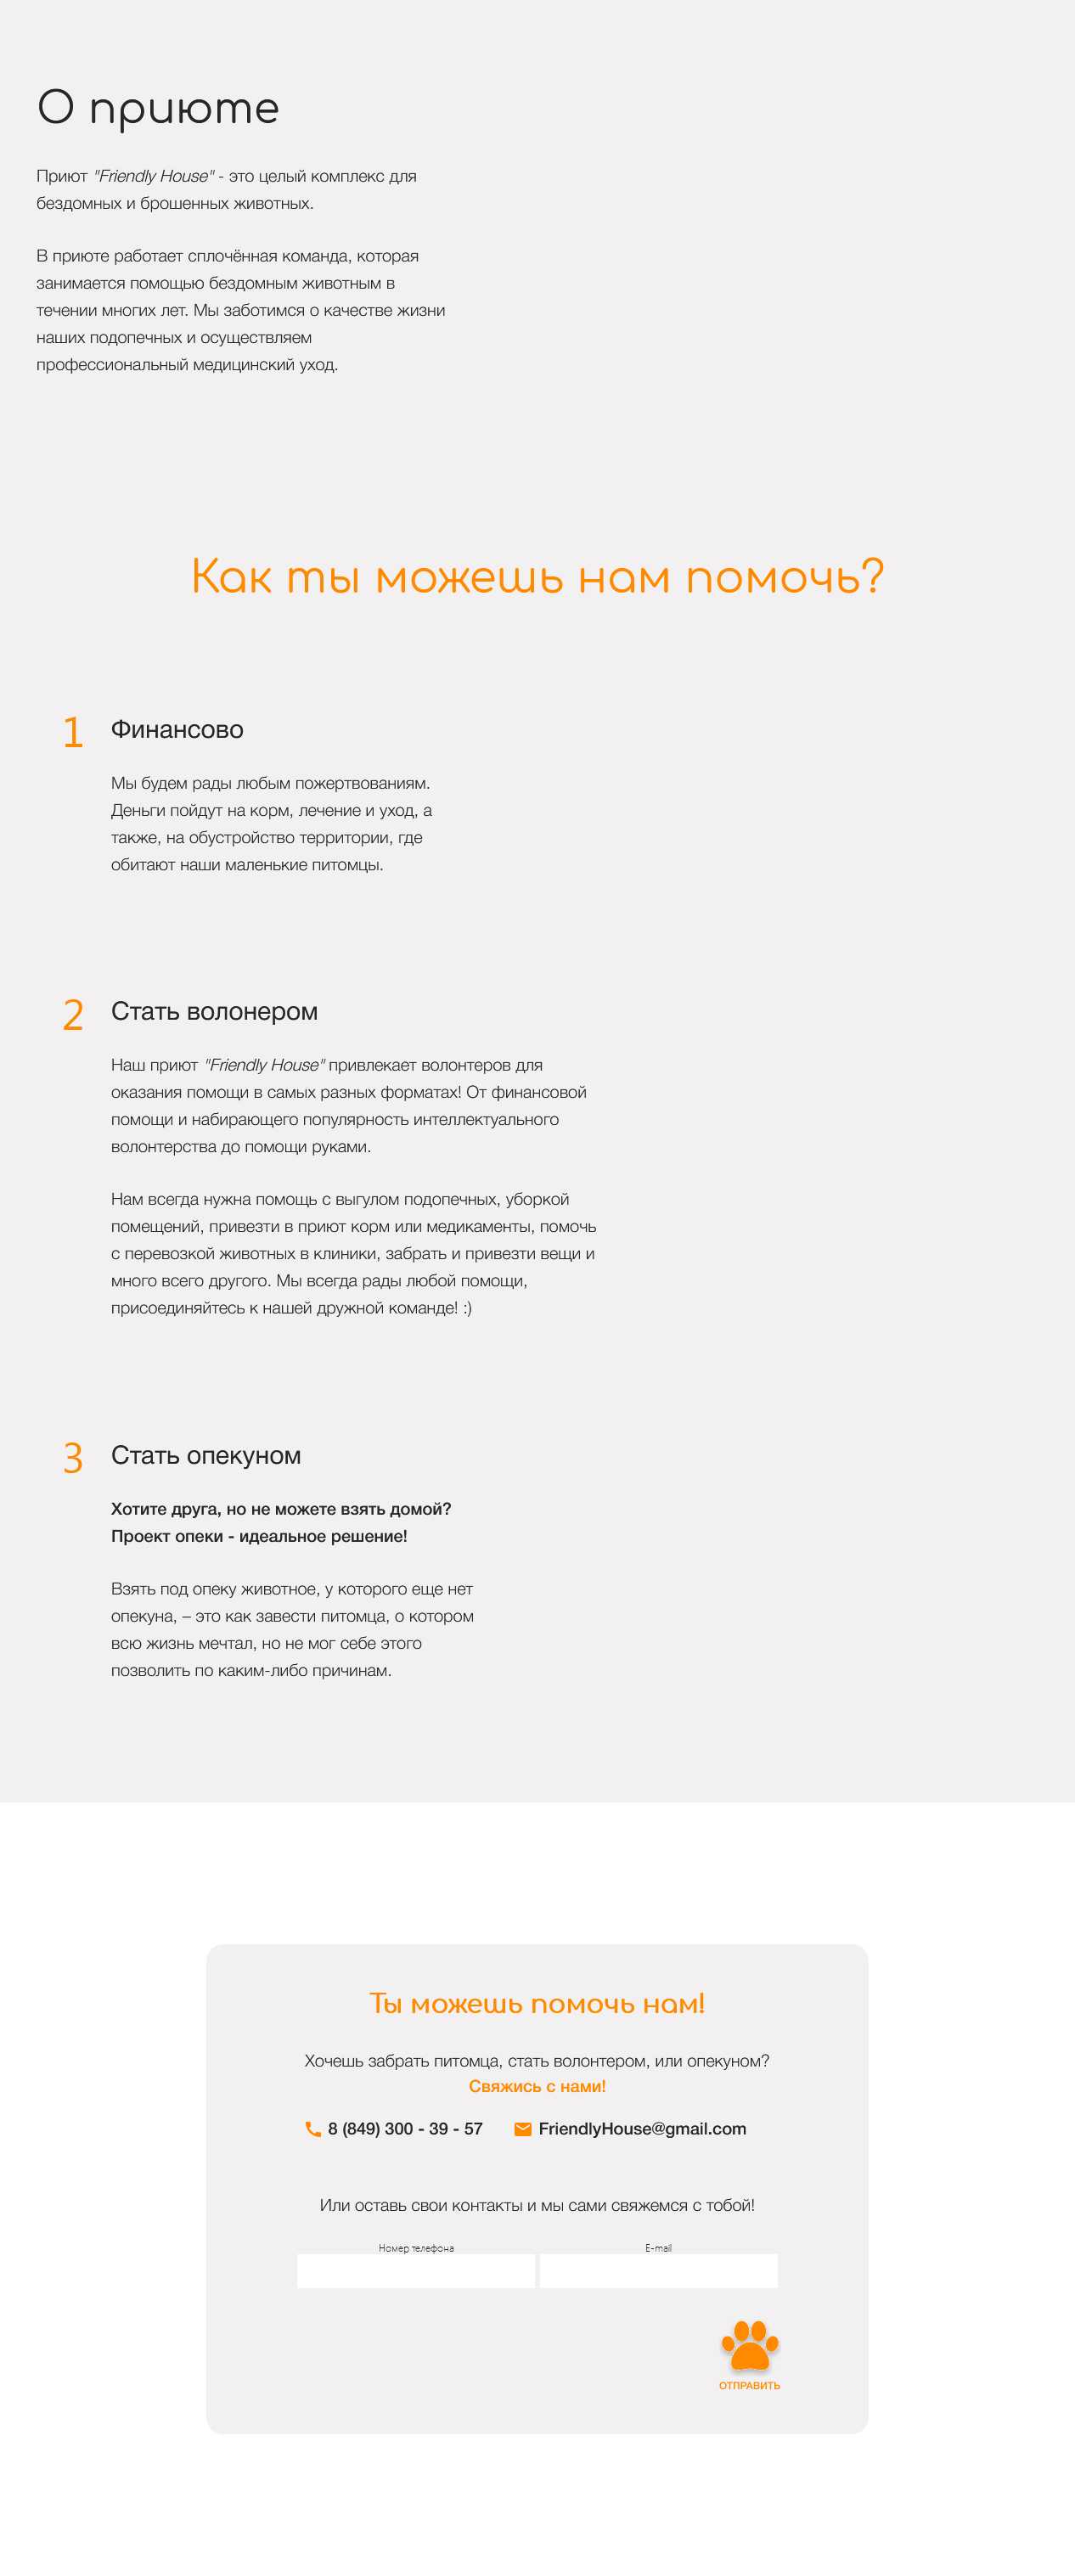 О приюте
Приют "Friendly House" - это целый комплекс для
бездомных и брошенных животных.
В приюте работает сплочённая команда, которая
занимается помощью бездомным животным в
течении многих лет. Мы заботимся о качестве жизни
наших подопечных и осуществляем
профессиональный медицинский уход.
Как ты можешь нам помочь?
1 Финансово
Мы будем рады любым пожертвованиям.
Деньги пойдут на корм, лечение и уход, а
также, на обустройство территории, где
обитают наши маленькие питомцы.
2 Стать волонером
Наш приют "Friendly House" привлекает волонтеров для
оказания помощи в самых разных форматах! От финансовой
помощи и набирающего популярность интеллектуального
волонтерства до помощи руками.
Нам всегда нужна помощь с выгулом подопечных, уборкой
помещений, привезти в приют корм или медикаменты, помочь
с перевозкой животных в клиники, забрать и привезти вещи и
много всего другого. Мы всегда рады любой помощи,
присоединяйтесь к нашей дружной команде! :)
3 Стать опекуном
Хотите друга, но не можете взять домой?
Проект опеки - идеальное решение!
Взять под опеку животное, у которого еще нет
опекуна, – это как завести питомца, о котором
всю жизнь мечтал, но не мог себе этого
позволить по каким-либо причинам.
Ты можешь помочь нам!
Хочешь забрать питомца, стать волонтером, или опекуном?
Свяжись с нами!
8 (849) 300 - 39 - 57 FriendlyHouse@gmail.com
Или оставь свои контакты и мы сами свяжемся с тобой!
Номер телефона E-mail
ОТПРАВИТЬ